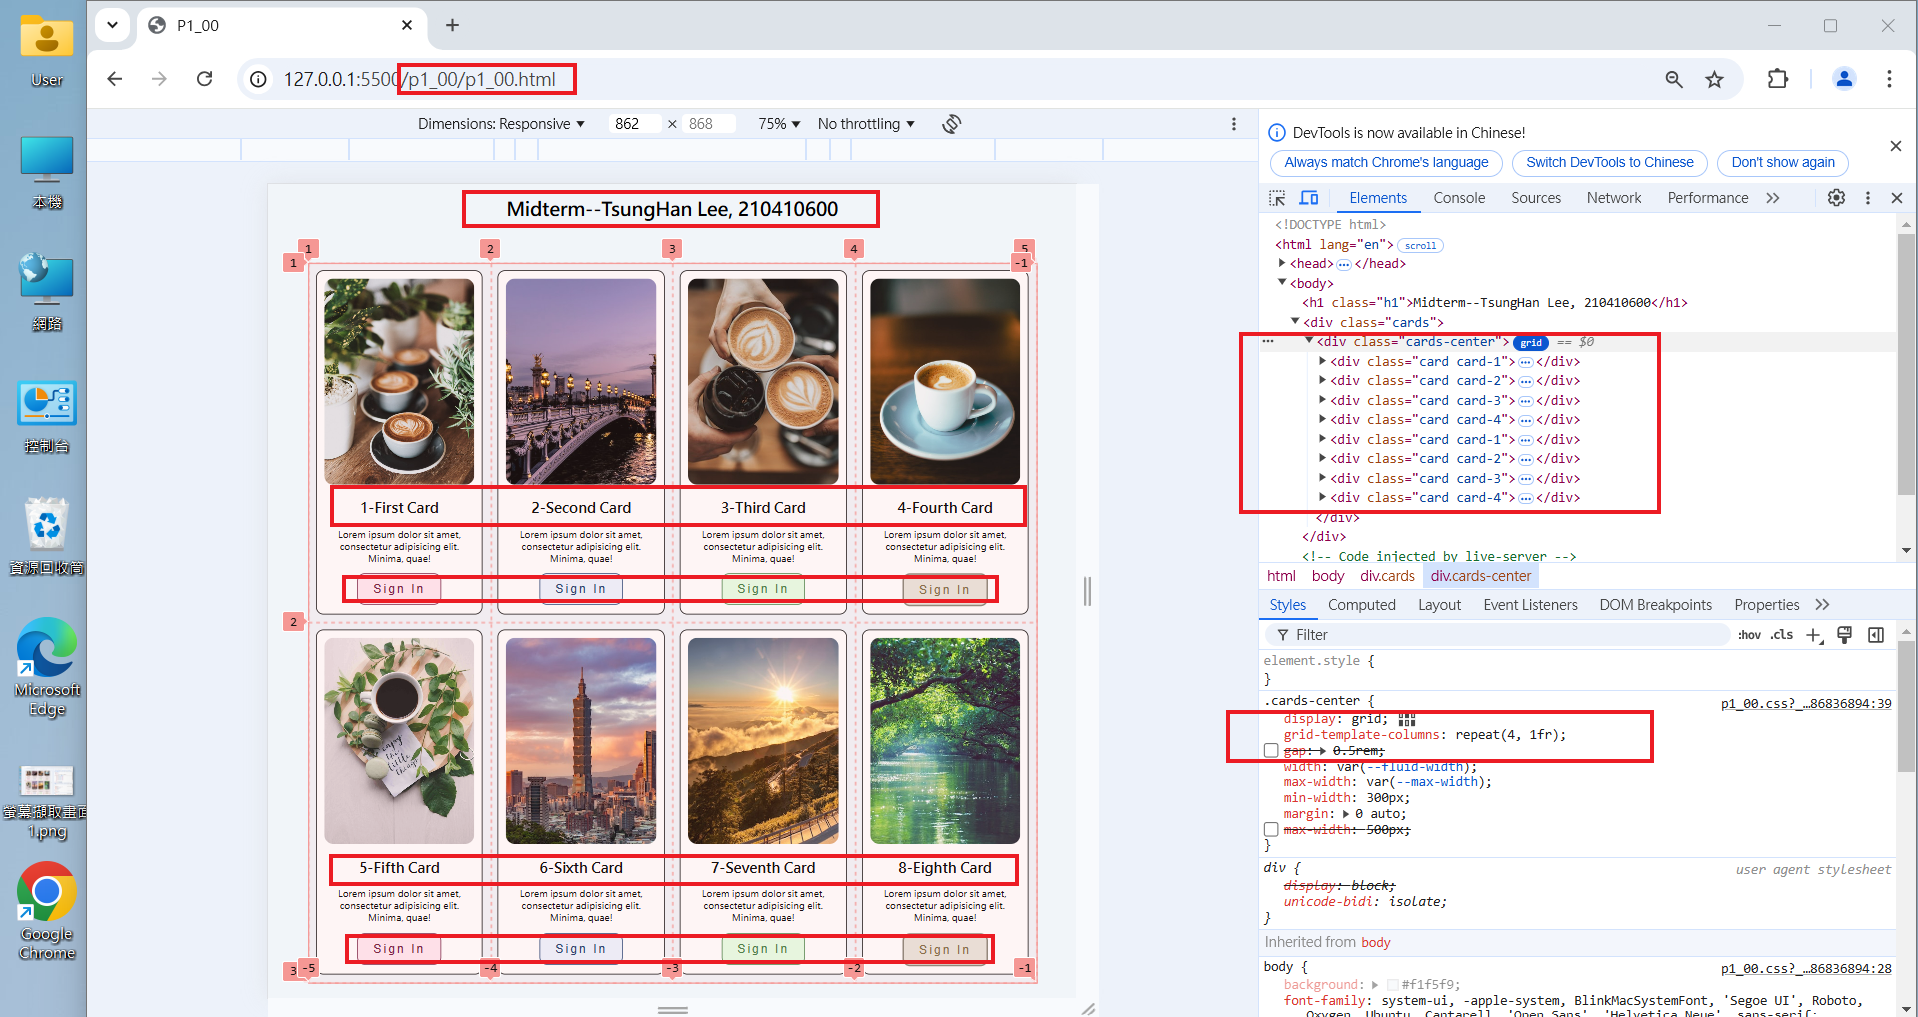 User
本機
網路
控制台
資源回收筒
Microsoft
Edge
螢幕擷取畫面
1.png
Google
Chrome
P1_00
127.0.0.1:5500/p1_00/p1_00.html
Dimensions: Responsive
862 × 868
75%
No throttling
Midterm--TsungHan Lee, 210410600
1 2 3 4 5
1 -1
1-First Card
2-Second Card
3-Third Card
4-Fourth Card
Lorem ipsum dolor sit amet,
consectetur adipisicing elit.
Minima, quae!
Lorem ipsum dolor sit amet,
consectetur adipisicing elit.
Minima, quae!
Lorem ipsum dolor sit amet,
consectetur adipisicing elit.
Minima, quae!
Lorem ipsum dolor sit amet,
consectetur adipisicing elit.
Minima, quae!
Sign In
Sign In
Sign In
Sign In
2
enjoy
the
little
things
5-Fifth Card
6-Sixth Card
7-Seventh Card
8-Eighth Card
Lorem ipsum dolor sit amet,
consectetur adipisicing elit.
Minima, quae!
Lorem ipsum dolor sit amet,
consectetur adipisicing elit.
Minima, quae!
Lorem ipsum dolor sit amet,
consectetur adipisicing elit.
Minima, quae!
Lorem ipsum dolor sit amet,
consectetur adipisicing elit.
Minima, quae!
Sign In
Sign In
Sign In
Sign In
3 -5 -4 -3 -2 -1
DevTools is now available in Chinese!
Always match Chrome's language
Switch DevTools to Chinese
Don't show again
Elements Console Sources Network Performance
<!DOCTYPE html>
<html lang="en"> scroll
<head> ... </head>
<body>
<h1 class="h1">Midterm--TsungHan Lee, 210410600</h1>
<div class="cards">
... <div class="cards-center"> grid == $0
<div class="card card-1"> ... </div>
<div class="card card-2"> ... </div>
<div class="card card-3"> ... </div>
<div class="card card-4"> ... </div>
<div class="card card-1"> ... </div>
<div class="card card-2"> ... </div>
<div class="card card-3"> ... </div>
<div class="card card-4"> ... </div>
</div>
</div>
<!-- Code injected by live-server -->
html body div.cards div.cards-center
Styles Computed Layout Event Listeners DOM Breakpoints Properties
Filter
:hov .cls
element.style {
}
.cards-center { p1_00.css?_…86836894:39
display: grid;
grid-template-columns: repeat(4, 1fr);
gap: 0.5rem;
width: var(--fluid-width);
max-width: var(--max-width);
min-width: 300px;
margin: 0 auto;
max-width: 500px;
}
div { user agent stylesheet
display: block;
unicode-bidi: isolate;
}
Inherited from body
body { p1_00.css?_…86836894:28
background: #f1f5f9;
font-family: system-ui, -apple-system, BlinkMacSystemFont, 'Segoe UI', Roboto,
Oxygen, Ubuntu, Cantarell, 'Open Sans', 'Helvetica Neue', sans-serif;